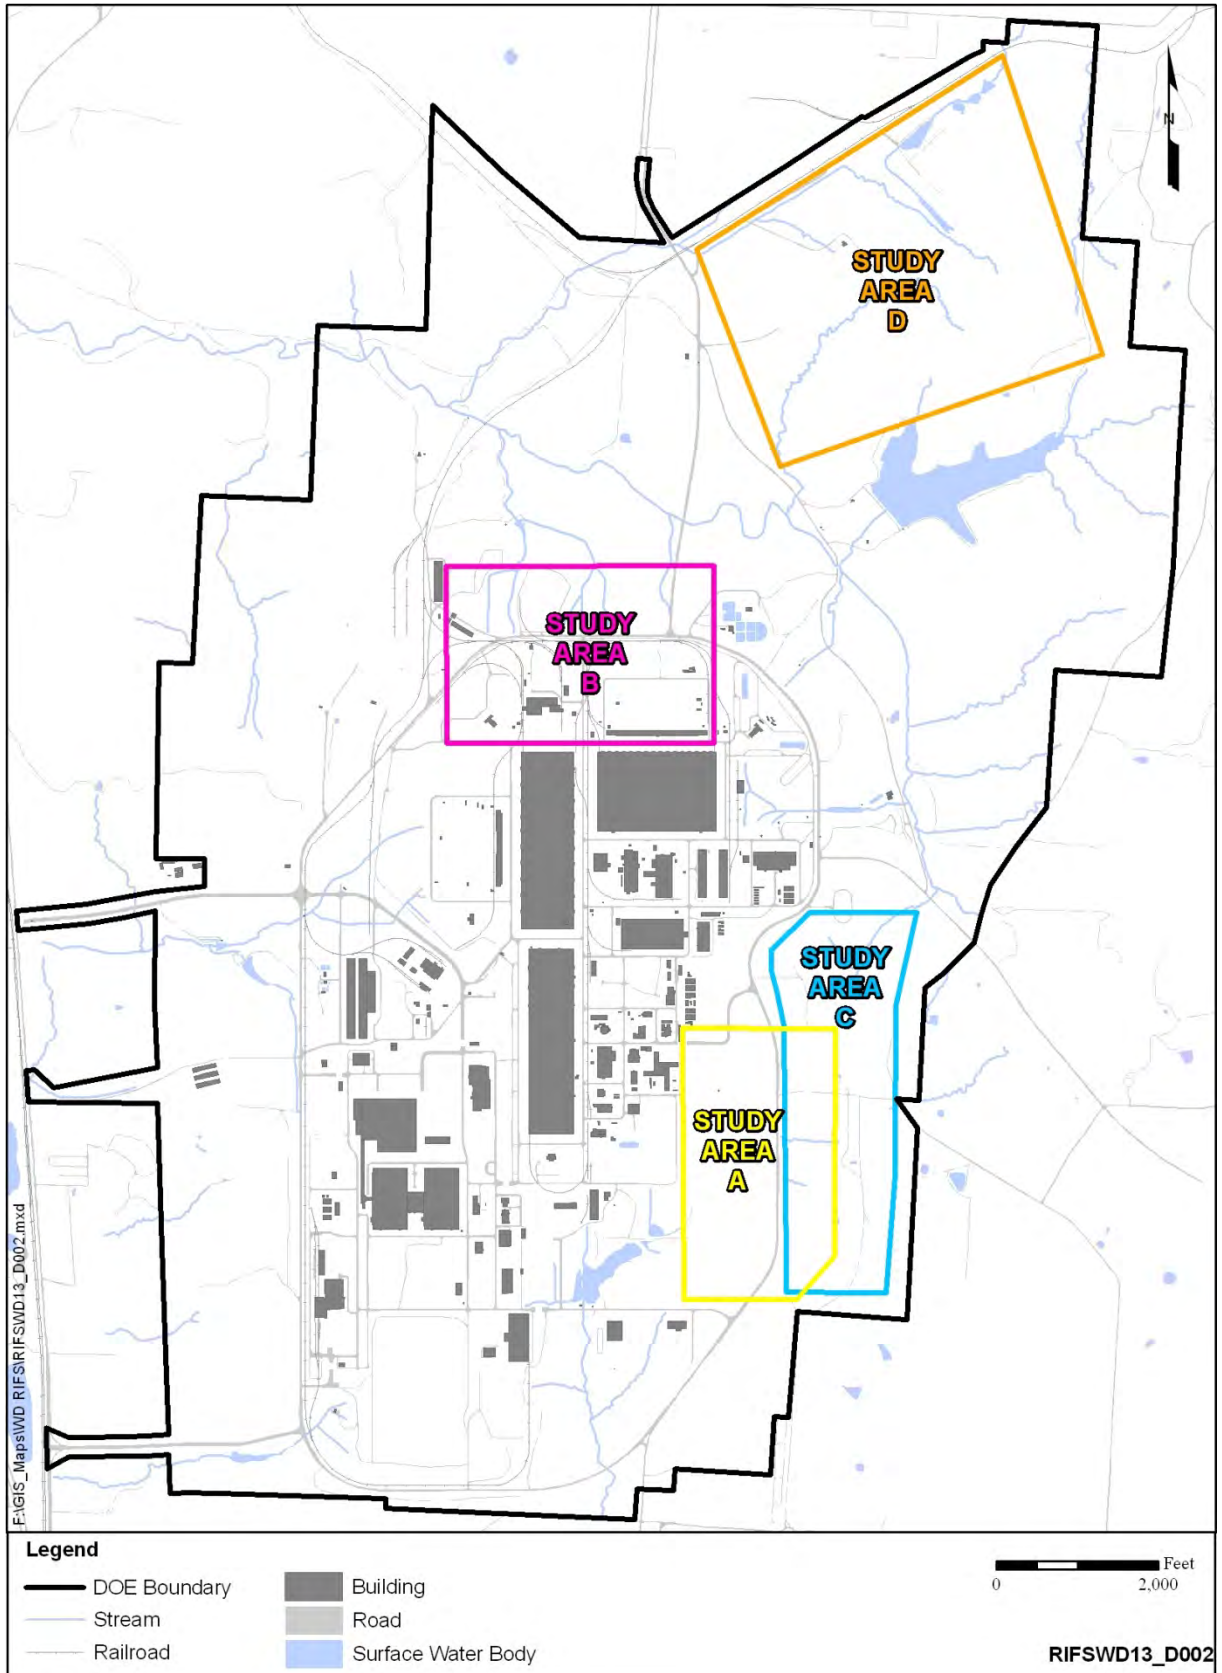 N
STUDY
AREA
D
STUDY
AREA
B
STUDY
AREA
C
STUDY
AREA
A
F:\GIS_Maps\WD RIFS\RIFSWD13_D002.mxd
Legend
DOE Boundary
Stream
Railroad
Building
Road
Surface Water Body
Feet
0 2,000
RIFSWD13_D002